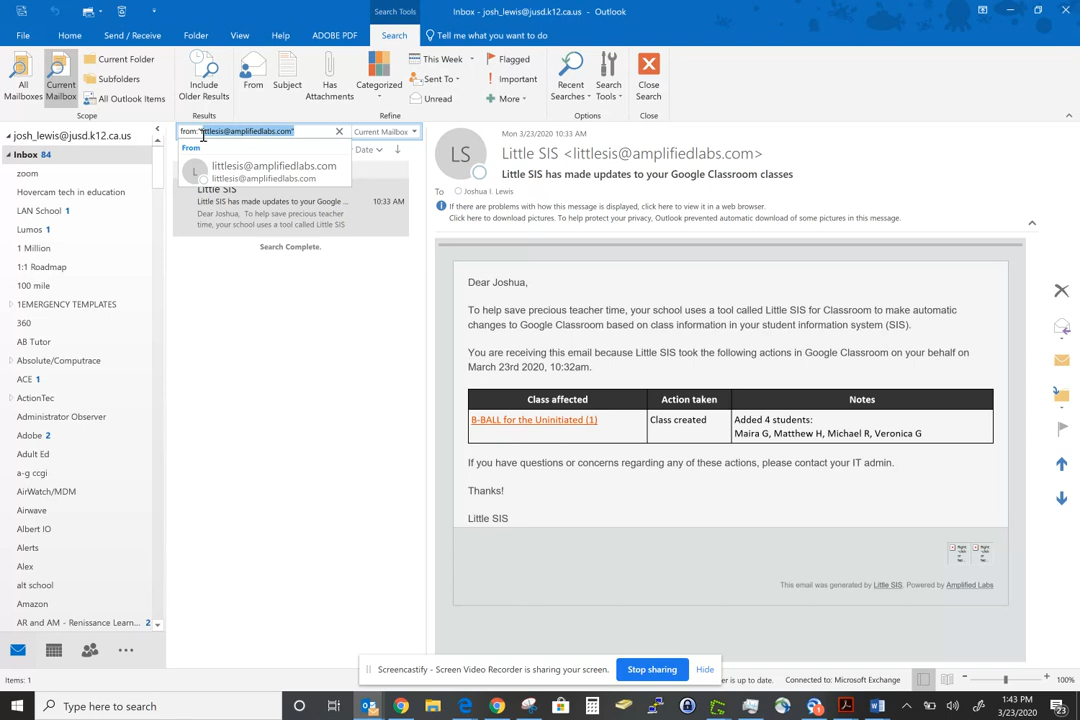 Search Tools
Inbox - josh_lewis@jusd.k12.ca.us - Outlook
File
Home
Send / Receive
Folder
View
Help
ADOBE PDF
Search
Tell me what you want to do
All Mailboxes
Current Mailbox
Current Folder
Subfolders
All Outlook Items
Scope
Include Older Results
Results
From
Subject
Has Attachments
Categorized
This Week
Sent To
Unread
Flagged
Important
More
Refine
Recent Searches
Search Tools
Options
Close Search
Close
josh_lewis@jusd.k12.ca.us
Inbox 84
zoom
Hovercam tech in education
LAN School 1
Lumos 1
1 Million
1:1 Roadmap
100 mile
1EMERGENCY TEMPLATES
360
AB Tutor
Absolute/Computrace
ACE 1
ActionTec
Administrator Outlook
Adobe 2
Adult Ed
a-g ccgi
AirWatch/MDM
Airwave
Albert IO
Alerts
Alex
alt school
Amazon
AR and AM - Renissance Learn... 2
from:"littlesis@amplifiedlabs.com"
Current Mailbox
From
Date
L
littlesis@amplifiedlabs.com
littlesis@amplifiedlabs.com
Little SIS
Little SIS has made updates to your Google ...
10:33 AM
Dear Joshua, To help save precious teacher
time, your school uses a tool called Little SIS
Search Complete.
Mon 3/23/2020 10:33 AM
LS
Little SIS <littlesis@amplifiedlabs.com>
Little SIS has made updates to your Google Classroom classes
To
Joshua I. Lewis
If there are problems with how this message is displayed, click here to view it in a web browser.
Click here to download pictures. To help protect your privacy, Outlook prevented automatic download of some pictures in this message.
Dear Joshua,
To help save precious teacher time, your school uses a tool called Little SIS for Classroom to make automatic
changes to Google Classroom based on class information in your student information system (SIS).
You are receiving this email because Little SIS took the following actions in Google Classroom on your behalf on
March 23rd 2020, 10:32am.
Class affected
Action taken
Notes
B-BALL for the Uninitiated (1)
Class created
Added 4 students:
Maira G, Matthew H, Michael R, Veronica G
If you have questions or concerns regarding any of these actions, please contact your IT admin.
Thanks!
Little SIS
This email was generated by Little SIS. Powered by Amplified Labs
Screencastify - Screen Video Recorder is sharing your screen.
Stop sharing
Hide
Items: 1
er is up to date.
Connected to: Microsoft Exchange
100%
Type here to search
1:43 PM
3/23/2020
23